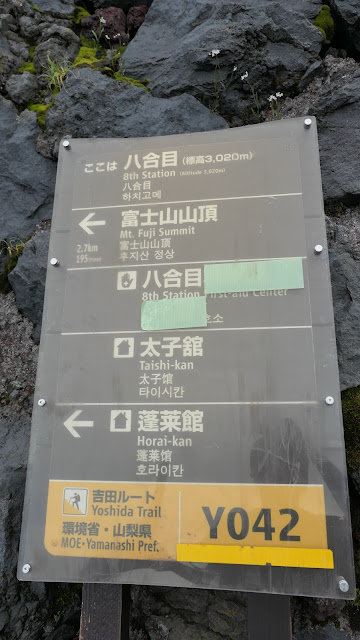 ここは 八合目 (標高3,020m)
8th Station (Altitude 3,020m)
八合目
하치고메
富士山山頂
Mt. Fuji Summit
2.7km
富士山山顶
195min
후지산 정상
八合目
8th Station First-aid Center
소
太子舘
Taishi-kan
太子馆
타이시칸
蓬莱館
Horai-kan
蓬莱馆
호라이칸
吉田ルート
Yoshida Trail
環境省・山梨県
MOE・Yamanashi Pref.
Y042